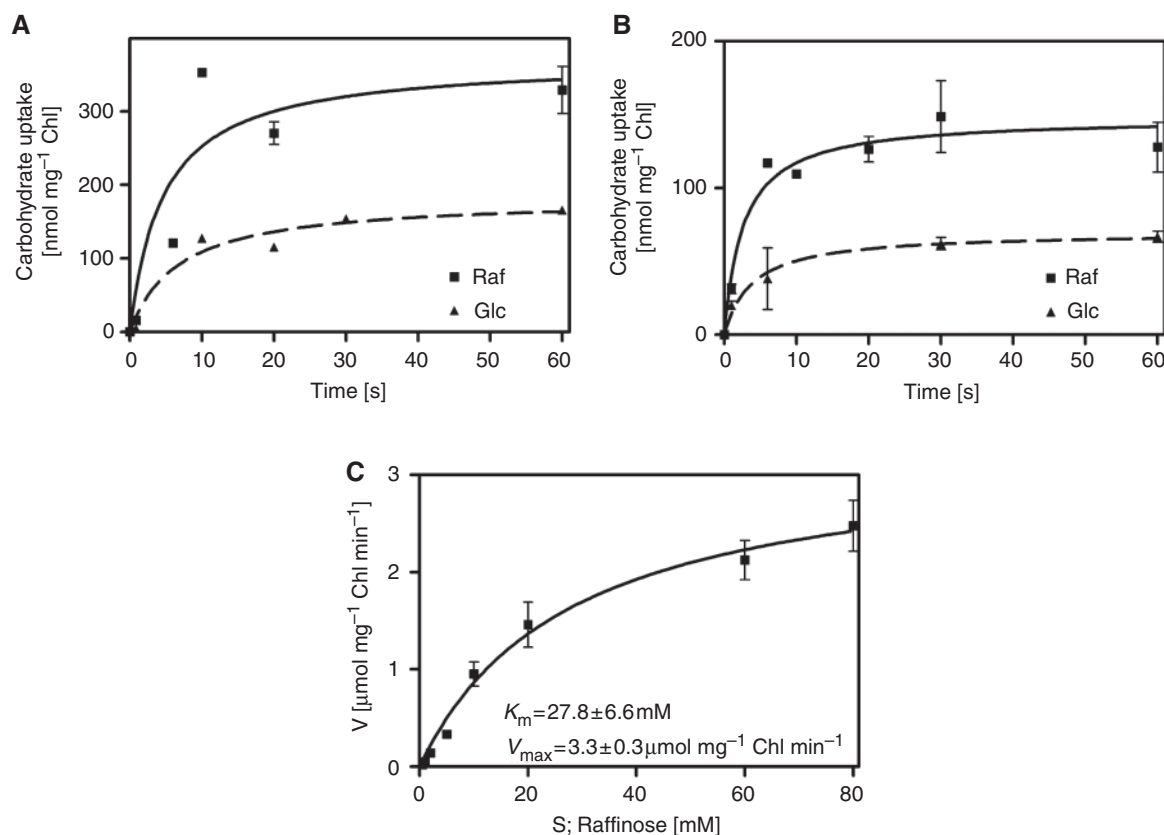 A
Carbohydrate uptake
[nmol mg⁻¹ Chl]
300
200
100
0
Raf
Glc
0 10 20 30 40 50 60
Time [s]
B
Carbohydrate uptake
[nmol mg⁻¹ Chl]
200
100
0
Raf
Glc
0 10 20 30 40 50 60
Time [s]
C
V [µmol mg⁻¹ Chl min⁻¹]
3
2
1
0
Kₘ=27.8±6.6mM
Vmax=3.3±0.3µmol mg⁻¹ Chl min⁻¹
0 20 40 60 80
S; Raffinose [mM]